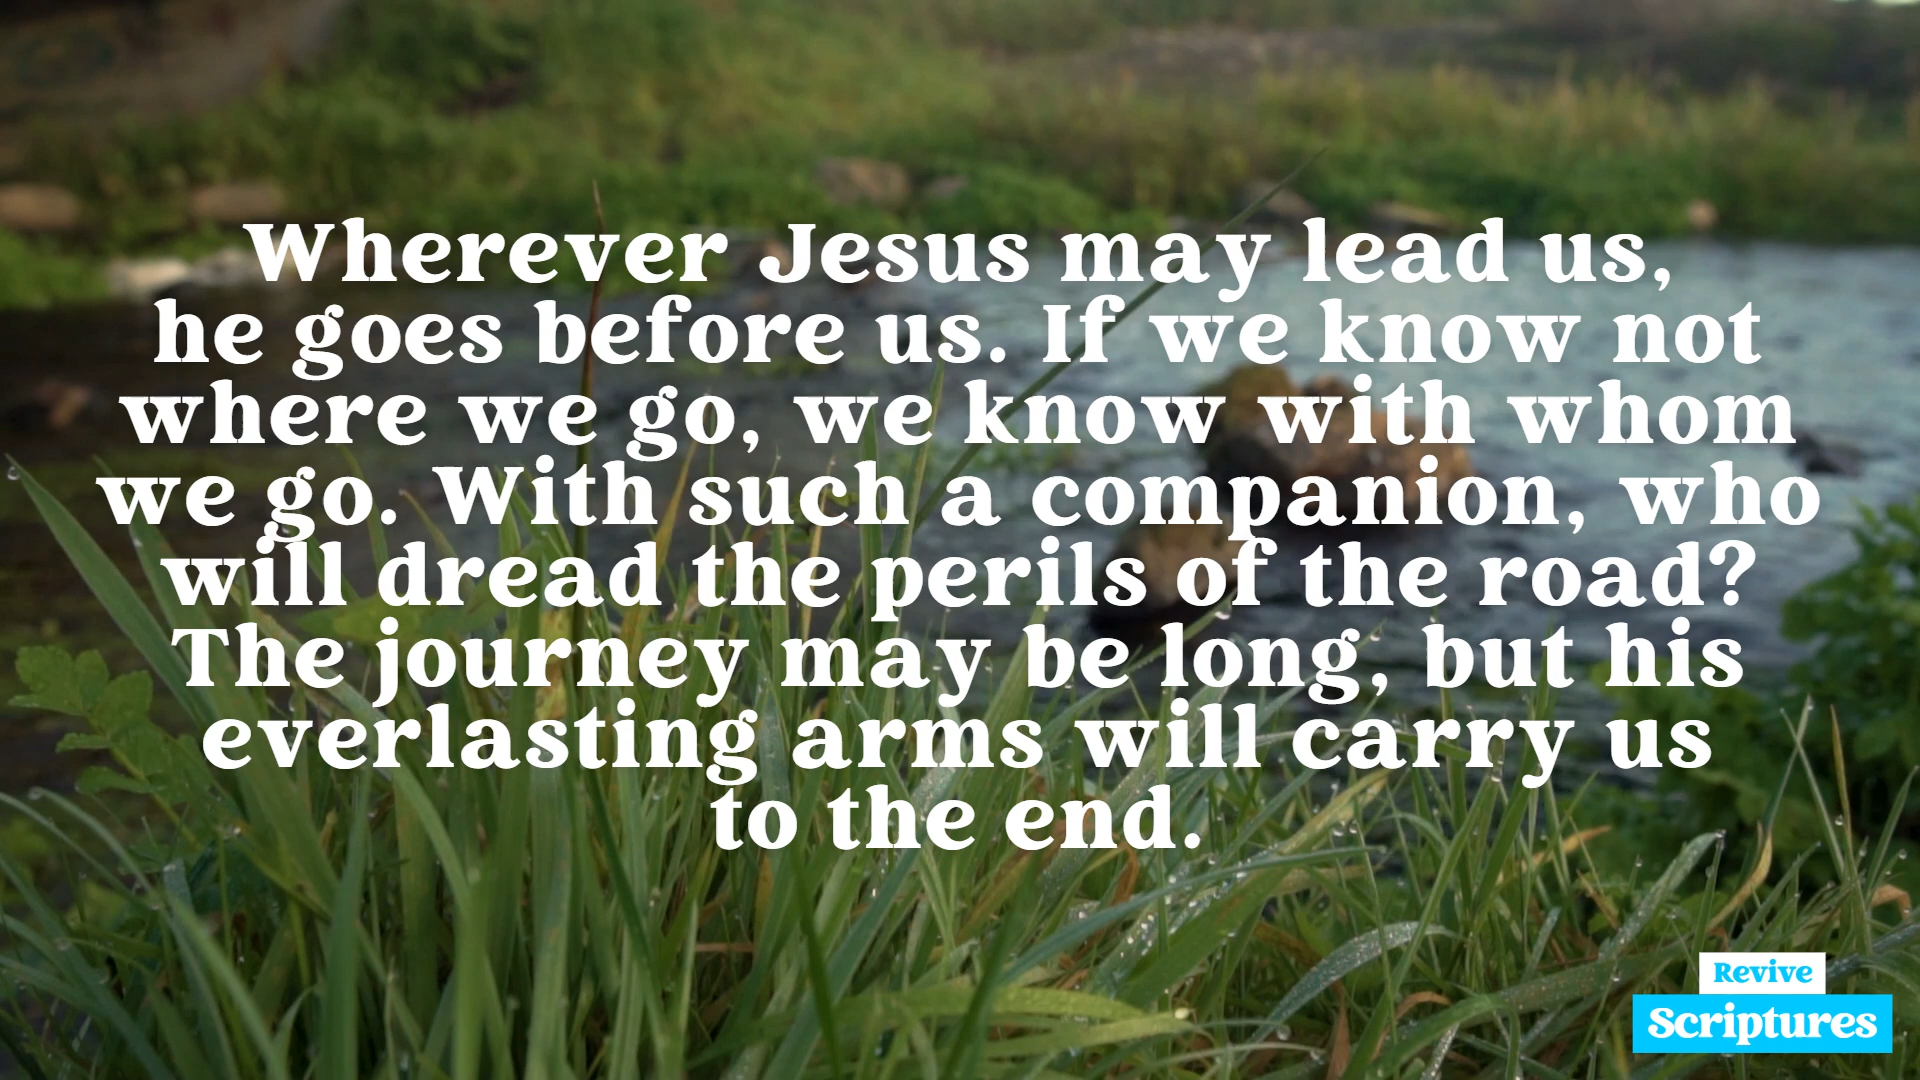 Wherever Jesus may lead us,
he goes before us. If we know not
where we go, we know with whom
we go. With such a companion, who
will dread the perils of the road?
The journey may be long, but his
everlasting arms will carry us
to the end.
Revive
Scriptures